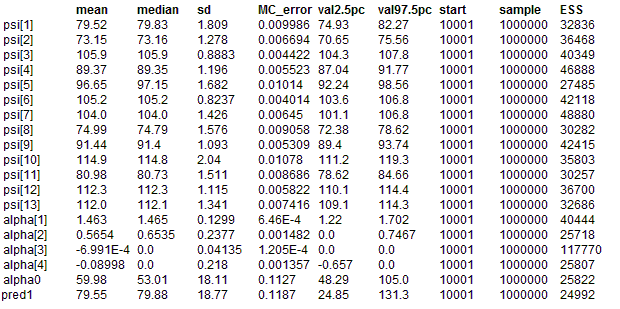 mean median sd MC_error val2.5pc val97.5pc start sample ESS
psi[1] 79.52 79.83 1.809 0.009986 74.93 82.27 10001 1000000 32836
psi[2] 73.15 73.16 1.278 0.006694 70.65 75.56 10001 1000000 36468
psi[3] 105.9 105.9 0.8883 0.004422 104.3 107.8 10001 1000000 40349
psi[4] 89.37 89.35 1.196 0.005523 87.04 91.77 10001 1000000 46888
psi[5] 96.65 97.15 1.682 0.01014 92.24 98.56 10001 1000000 27485
psi[6] 105.2 105.2 0.8237 0.004014 103.6 106.8 10001 1000000 42118
psi[7] 104.0 104.0 1.426 0.00645 101.1 106.8 10001 1000000 48880
psi[8] 74.99 74.79 1.576 0.009058 72.38 78.62 10001 1000000 30282
psi[9] 91.44 91.4 1.093 0.005309 89.4 93.74 10001 1000000 42415
psi[10] 114.9 114.8 2.04 0.01078 111.2 119.3 10001 1000000 35803
psi[11] 80.98 80.73 1.511 0.008686 78.62 84.66 10001 1000000 30257
psi[12] 112.3 112.3 1.115 0.005822 110.1 114.4 10001 1000000 36700
psi[13] 112.0 112.1 1.341 0.007416 109.1 114.3 10001 1000000 32686
alpha[1] 1.463 1.465 0.1299 6.46E-4 1.22 1.702 10001 1000000 40444
alpha[2] 0.5654 0.6535 0.2377 0.001482 0.0 0.7467 10001 1000000 25718
alpha[3] -6.991E-4 0.0 0.04135 1.205E-4 0.0 0.0 10001 1000000 117770
alpha[4] -0.08998 0.0 0.218 0.001357 -0.657 0.0 10001 1000000 25807
alpha0 59.98 53.01 18.11 0.1127 48.29 105.0 10001 1000000 25822
pred1 79.55 79.88 18.77 0.1187 24.85 131.3 10001 1000000 24992